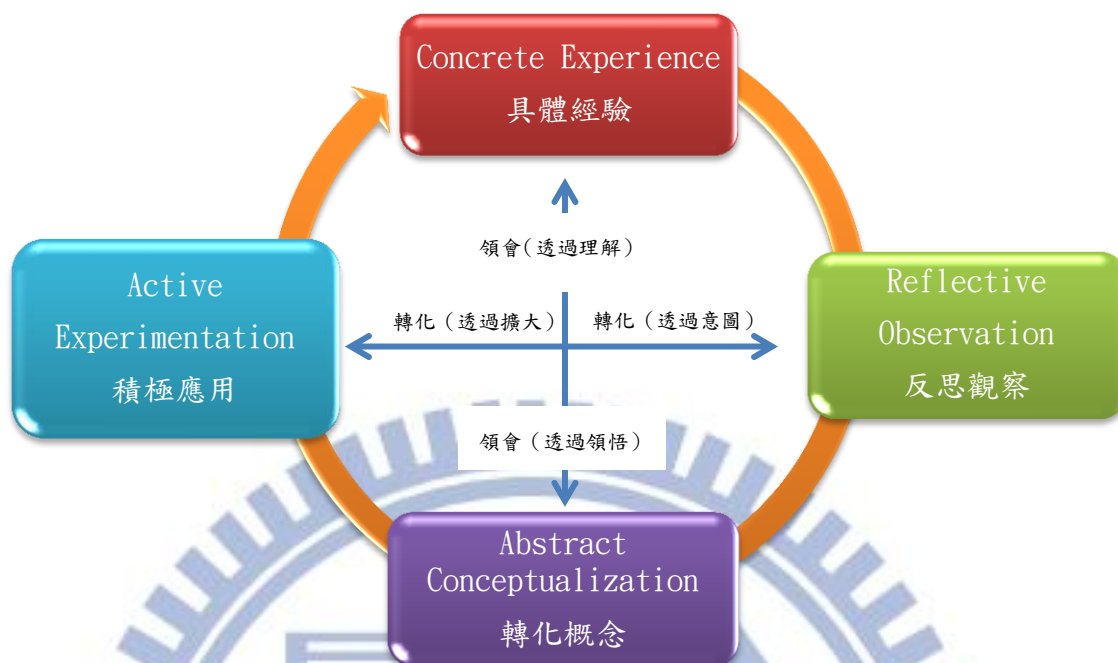 Concrete Experience
具體經驗
領會(透過理解)
Active
Experimentation
積極應用
轉化（透過擴大）
轉化（透過意圖）
Reflective
Observation
反思觀察
領會（透過領悟）
Abstract
Conceptualization
轉化概念